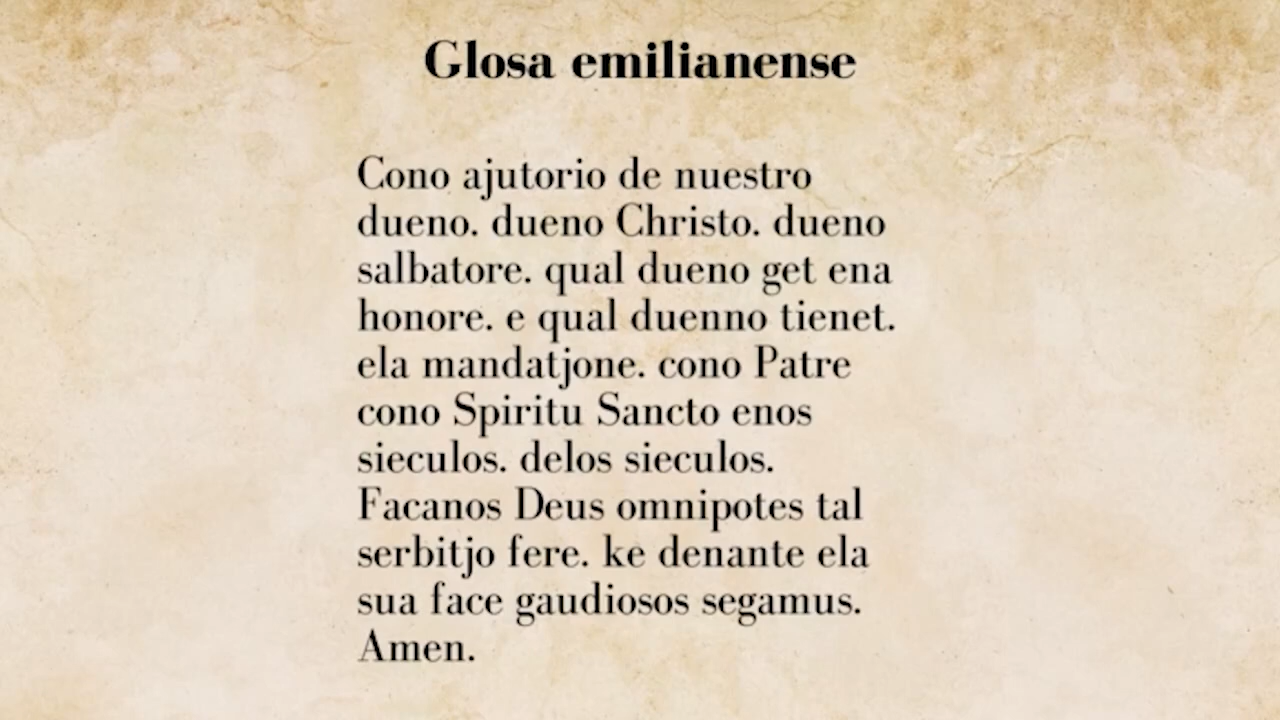 Glosa emilianense
Cono ajutorio de nuestro
dueno. dueno Christo. dueno
salbatore. qual dueno get ena
honore. e qual duenno tienet.
ela mandatjone. cono Patre
cono Spiritu Sancto enos
sieculos. delos sieculos.
Facanos Deus omnipotes tal
serbitjo fere. ke denante ela
sua face gaudiosos segamus.
Amen.